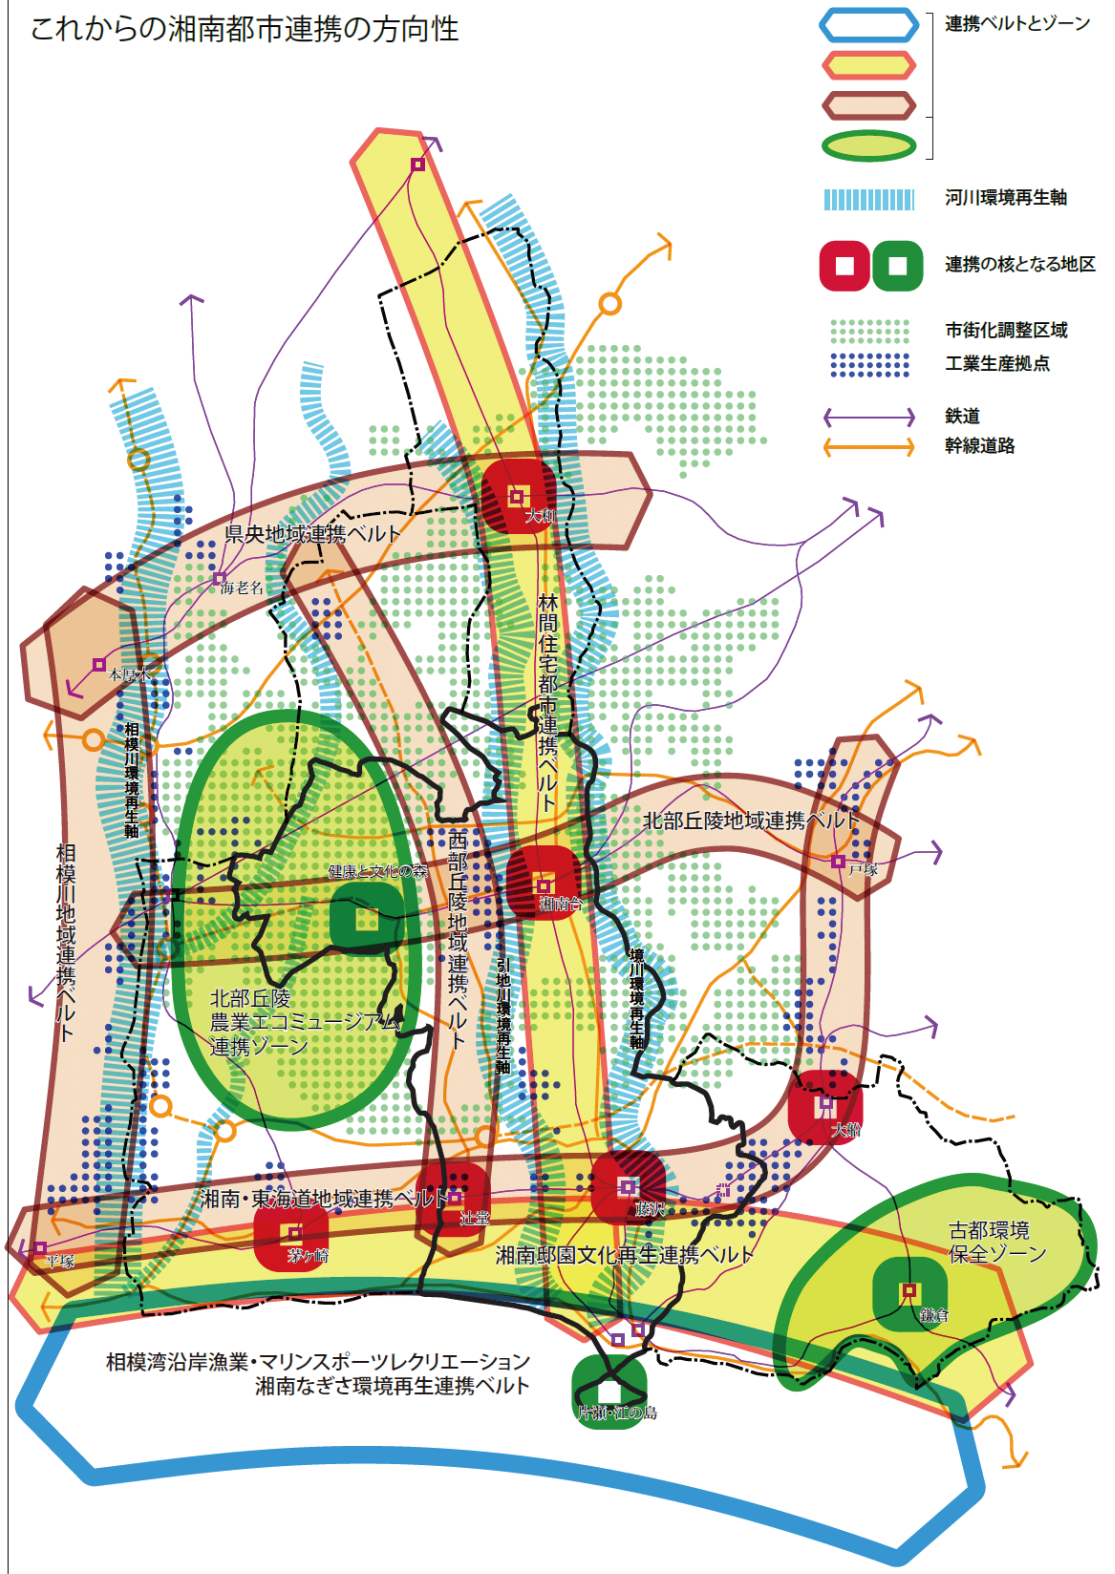 これからの湘南都市連携の方向性
連携ベルトとゾーン
河川環境再生軸
連携の核となる地区
市街化調整区域
工業生産拠点
鉄道
幹線道路
大和
県央地域連携ベルト
海老名
林間住宅都市連携ベルト
本厚木
相模川環境再生軸
北部丘陵地域連携ベルト
西部丘陵地域連携ベルト
相模川地域連携ベルト
健康と文化の森
戸塚
湘南台
引地川環境再生軸
境川環境再生軸
北部丘陵
農業エコミュージアム
連携ゾーン
大船
湘南・東海道地域連携ベルト
辻堂
藤沢
茅ヶ崎
平塚
湘南邸園文化再生連携ベルト
古都環境
保全ゾーン
鎌倉
相模湾沿岸漁業・マリンスポーツレクリエーション
湘南なぎさ環境再生連携ベルト
片瀬・江の島